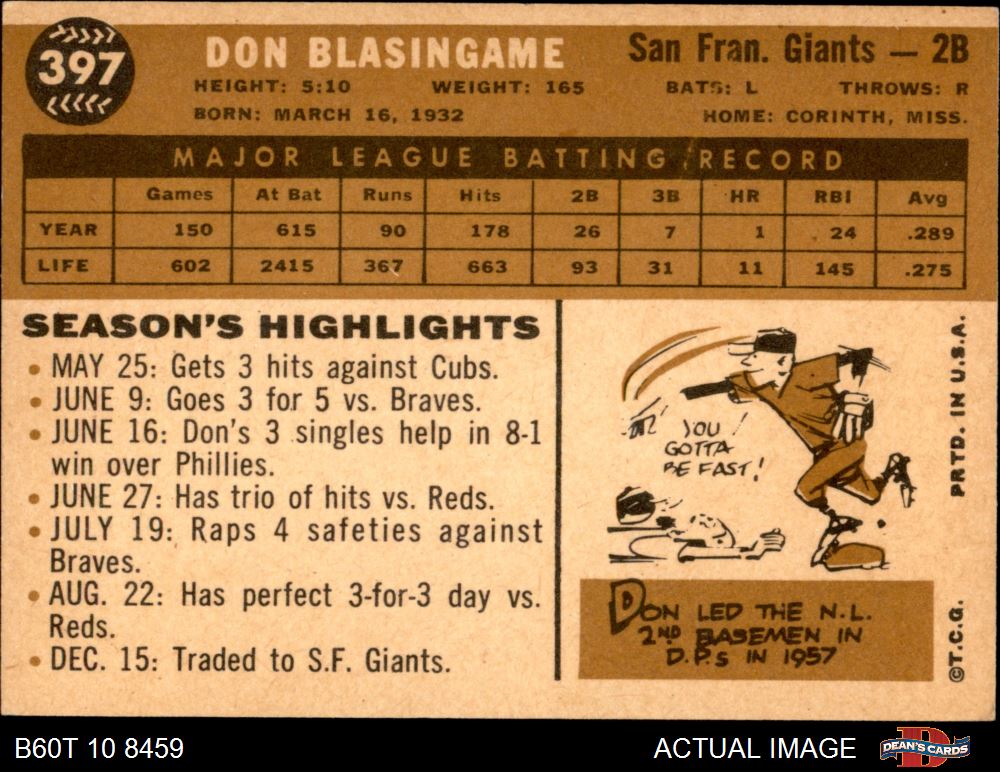 397
DON BLASINGAME
San Fran. Giants — 2B
HEIGHT: 5:10 WEIGHT: 165 BATS: L THROWS: R
BORN: MARCH 16, 1932 HOME: CORINTH, MISS.
MAJOR LEAGUE BATTING RECORD
Games At Bat Runs Hits 2B 3B HR RBI Avg
YEAR 150 615 90 178 26 7 1 24 .289
LIFE 602 2415 367 663 93 31 11 145 .275
SEASON'S HIGHLIGHTS
• MAY 25: Gets 3 hits against Cubs.
• JUNE 9: Goes 3 for 5 vs. Braves.
• JUNE 16: Don's 3 singles help in 8-1
win over Phillies.
• JUNE 27: Has trio of hits vs. Reds.
• JULY 19: Raps 4 safeties against
Braves.
• AUG. 22: Has perfect 3-for-3 day vs.
Reds.
• DEC. 15: Traded to S.F. Giants.
YOU
GOTTA
BE FAST!
DON LED THE N.L.
2ND BASEMEN IN
D.P.s IN 1957
©T.C.G. PRTD. IN U.S.A.
B60T 10 8459
ACTUAL IMAGE
D
DEAN'S CARDS